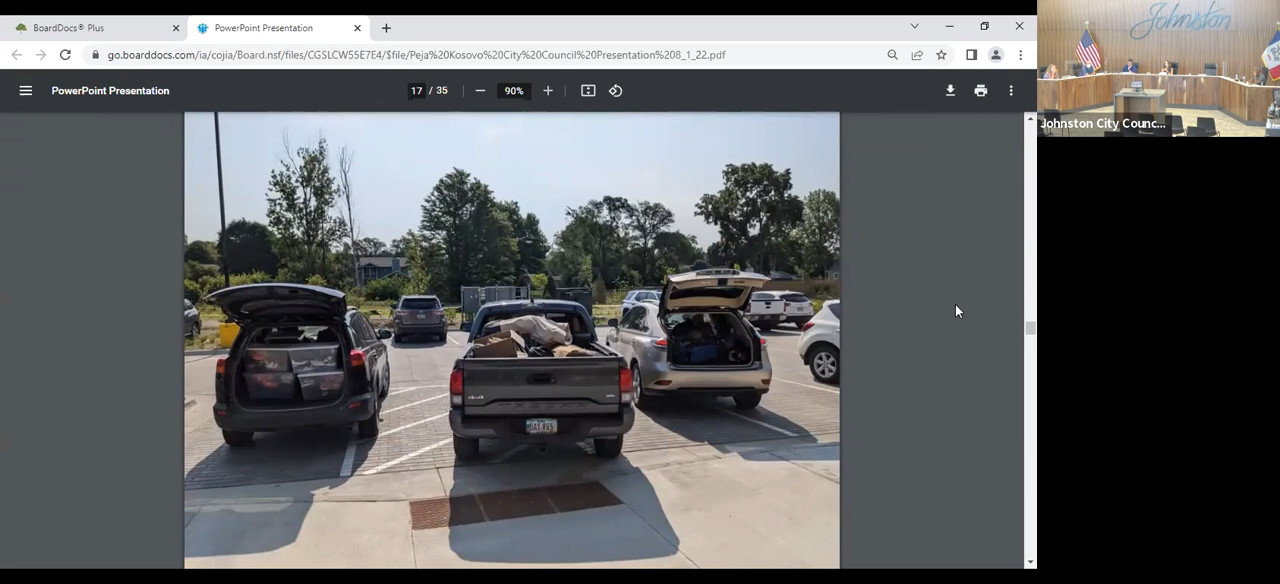 BoardDocs® Plus
PowerPoint Presentation
go.boarddocs.com/ia/cojia/Board.nsf/files/CGSLCW55E7E4/$file/Peja%20Kosovo%20City%20Council%20Presentation%208_1_22.pdf
PowerPoint Presentation
17 / 35
90%
Johnston
Johnston City Counc...
4x4